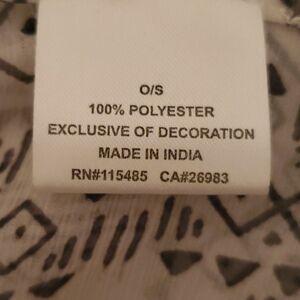 O/S
100% POLYESTER
EXCLUSIVE OF DECORATION
MADE IN INDIA
RN#115485 CA#26983